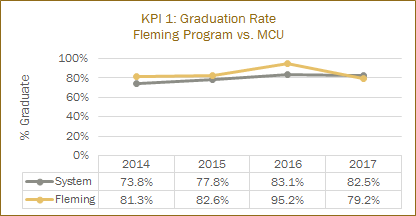 KPI 1: Graduation Rate
Fleming Program vs. MCU
% Graduate
100%
80%
60%
40%
20%
0%
2014 2015 2016 2017
System 73.8% 77.8% 83.1% 82.5%
Fleming 81.3% 82.6% 95.2% 79.2%